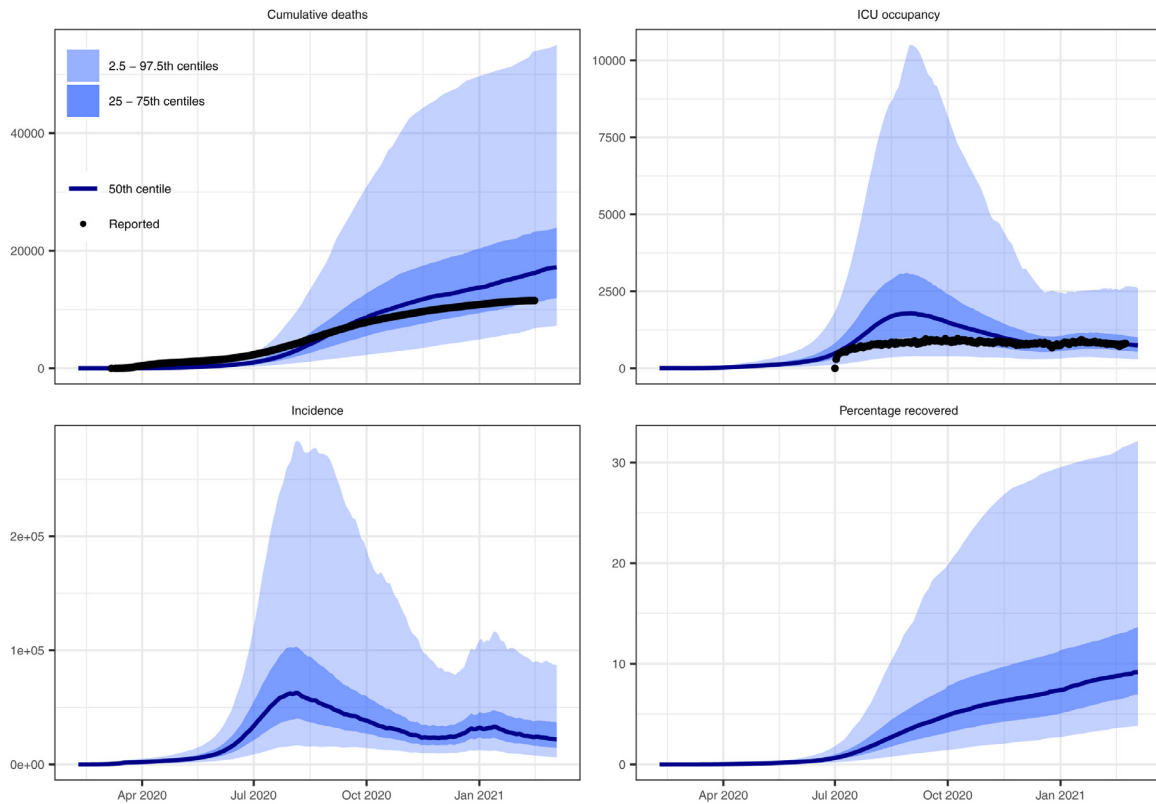 Cumulative deaths
2.5 – 97.5th centiles
25 – 75th centiles
50th centile
Reported
40000
20000
0
ICU occupancy
10000
7500
5000
2500
0
Incidence
2e+05
1e+05
0e+00
Apr 2020 Jul 2020 Oct 2020 Jan 2021
Percentage recovered
30
20
10
0
Apr 2020 Jul 2020 Oct 2020 Jan 2021